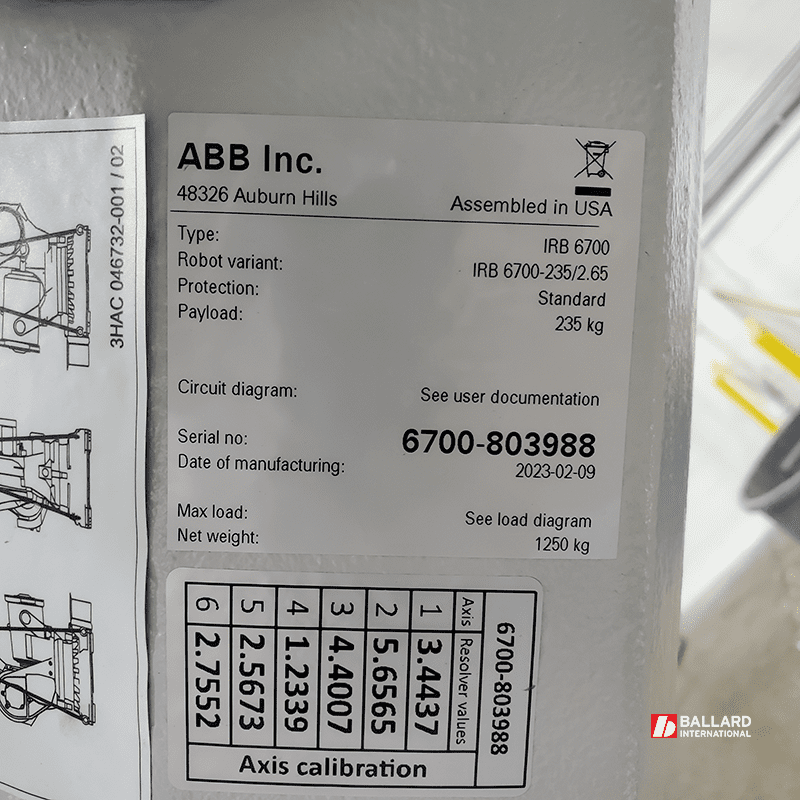 3HAC 046732-001 / 02
ABB Inc.
48326 Auburn Hills
Assembled in USA
Type: IRB 6700
Robot variant: IRB 6700-235/2.65
Protection: Standard
Payload: 235 kg
Circuit diagram: See user documentation
Serial no: 6700-803988
Date of manufacturing: 2023-02-09
Max load: See load diagram
Net weight: 1250 kg
6700-803988
Axis Resolver values
1 3.4437
2 5.6565
3 4.4007
4 1.2339
5 2.5673
6 2.7552
Axis calibration
BALLARD
INTERNATIONAL